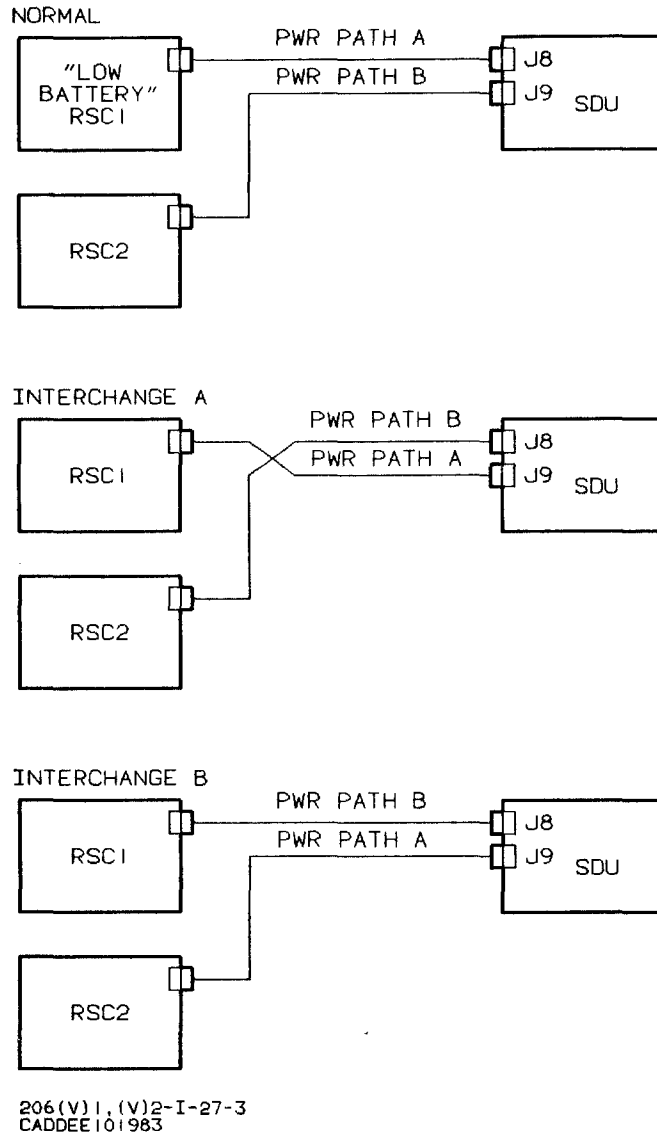 NORMAL
PWR PATH A
"LOW
BATTERY"
RSC1
J8
PWR PATH B
J9
SDU
RSC2
INTERCHANGE A
PWR PATH B
J8
RSC1
PWR PATH A
J9
SDU
RSC2
INTERCHANGE B
PWR PATH B
J8
RSC1
PWR PATH A
J9
SDU
RSC2
206(V)1,(V)2-I-27-3
CADDEE101983